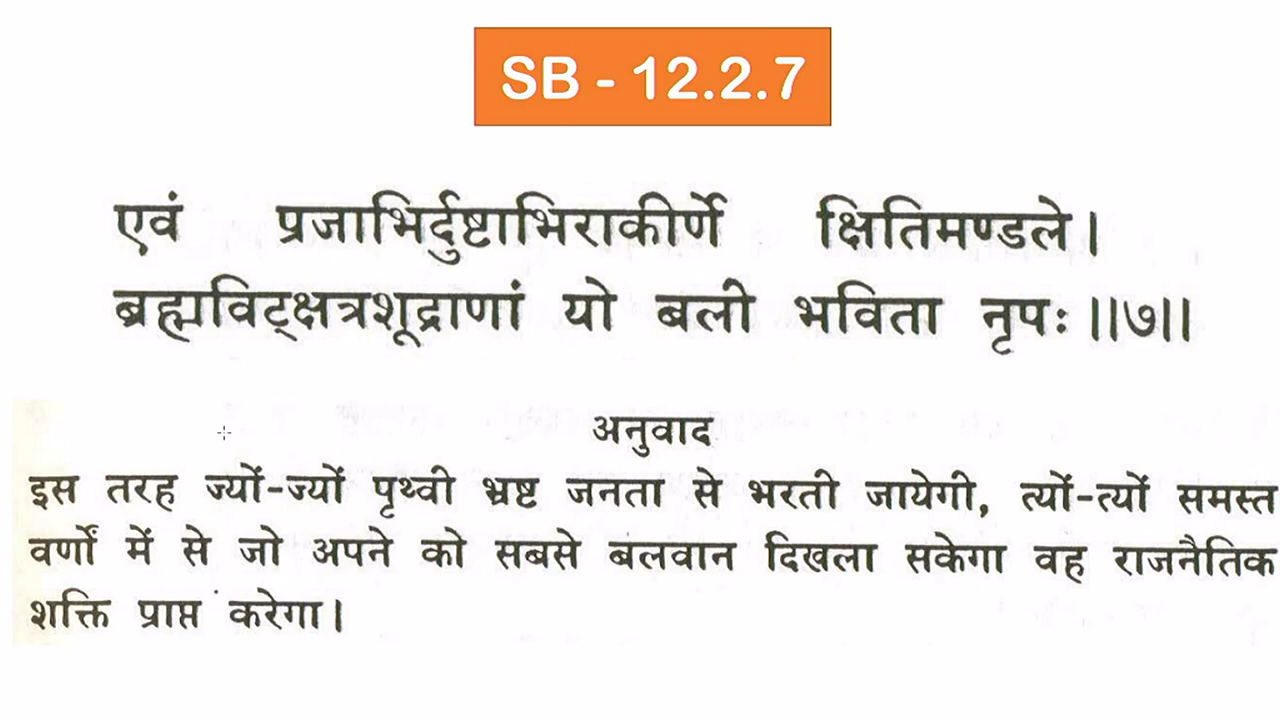 SB - 12.2.7
एवं प्रजाभिर्दुष्टाभिराकीर्णे क्षितिमण्डले।
ब्रह्मविट्क्षत्रशूद्राणां यो बली भविता नृपः॥७॥
अनुवाद
इस तरह ज्यों-ज्यों पृथ्वी भ्रष्ट जनता से भरती जायेगी, त्यों-त्यों समस्त
वर्णों में से जो अपने को सबसे बलवान दिखला सकेगा वह राजनैतिक
शक्ति प्राप्त करेगा।